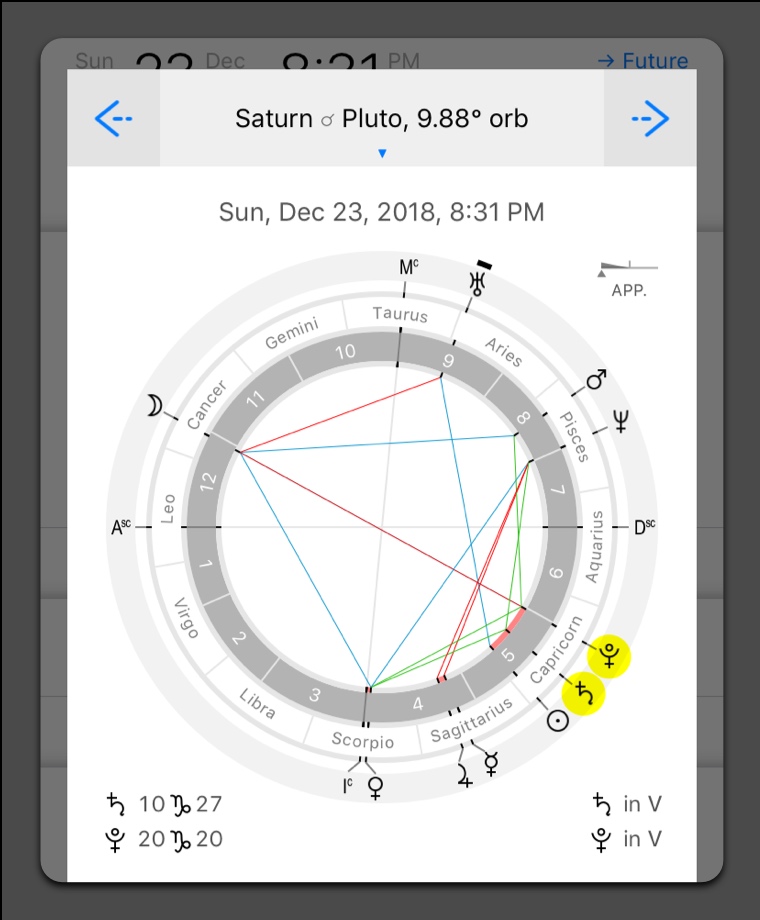 Sun 23 Dec 8:31 PM → Future
Saturn ☌ Pluto, 9.88° orb
▼
Sun, Dec 23, 2018, 8:31 PM
Mᶜ
♅
APP.
Taurus
Gemini
Aries
10
9
♂
☽
Cancer
11
8
Pisces
♆
12
7
Leo
Aˢᶜ
Dˢᶜ
Aquarius
1
6
Virgo
2
5
Capricorn
♇
3
4
♄
Libra
Scorpio
Sagittarius
☉
Iᶜ
♀
♃
☿
♄ 10 ♑ 27
♄ in V
♇ 20 ♑ 20
♇ in V